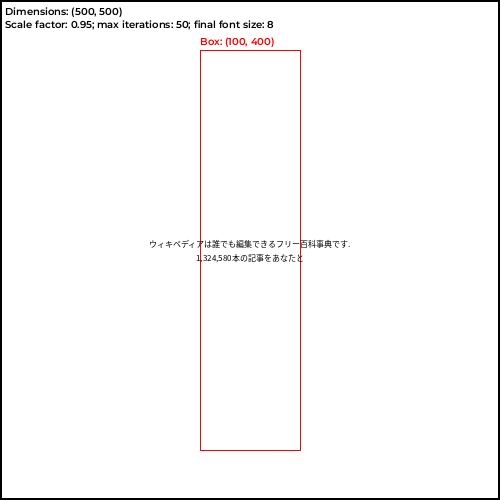 Dimensions: (500, 500)
Scale factor: 0.95; max iterations: 50; final font size: 8
Box: (100, 400)
ウィキペディアは誰でも編集できるフリー百科事典です.
1,324,580本の記事をあなたと